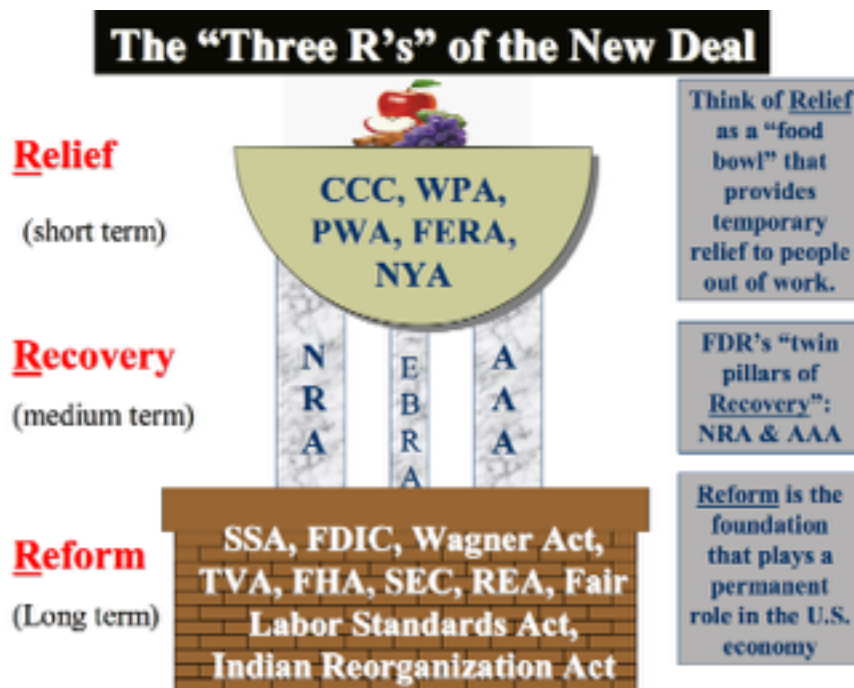 The “Three R’s” of the New Deal
Relief
(short term)
CCC, WPA,
PWA, FERA,
NYA
Think of Relief
as a “food
bowl” that
provides
temporary
relief to people
out of work.
Recovery
(medium term)
NRA
EBRA
AAA
FDR’s “twin
pillars of
Recovery”:
NRA & AAA
Reform
(Long term)
SSA, FDIC, Wagner Act,
TVA, FHA, SEC, REA, Fair
Labor Standards Act,
Indian Reorganization Act
Reform is the
foundation
that plays a
permanent
role in the U.S.
economy